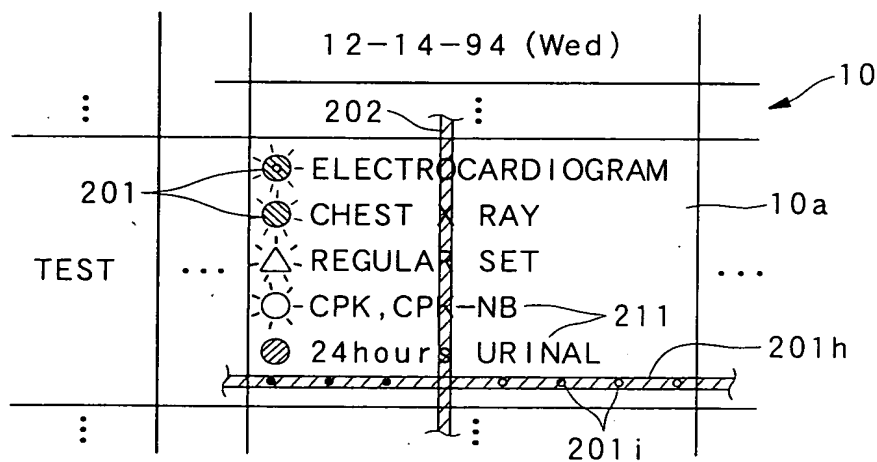 12-14-94 (Wed)
10
202
ELECTROCARDIOGRAM
201
CHEST X RAY
10a
TEST
REGULAR SET
CPK,CPK-NB
211
24hours URINAL
201h
201i